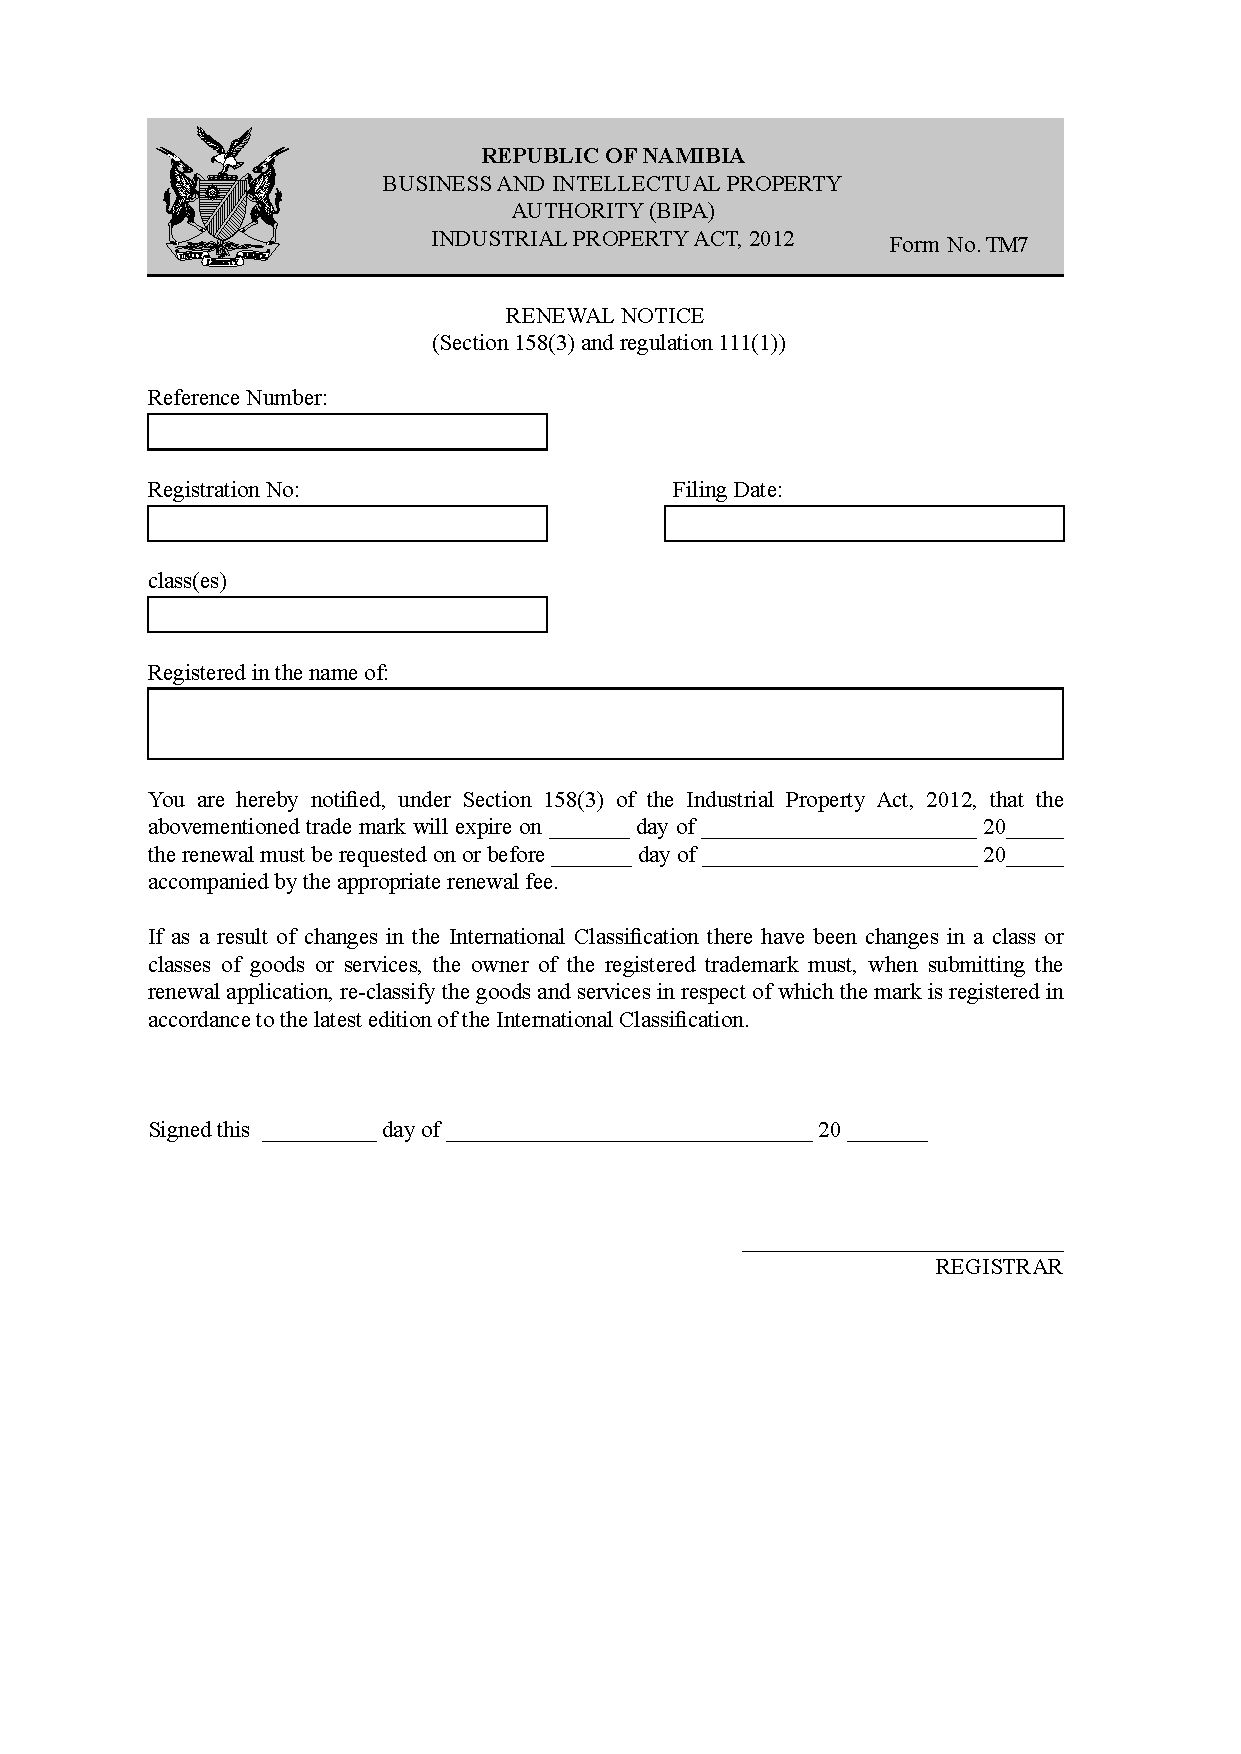 REPUBLIC OF NAMIBIA
BUSINESS AND INTELLECTUAL PROPERTY
AUTHORITY (BIPA)
INDUSTRIAL PROPERTY ACT, 2012
Form No. TM7
RENEWAL NOTICE
(Section 158(3) and regulation 111(1))
Reference Number:
Registration No:
Filing Date:
class(es)
Registered in the name of:
You are hereby notified, under Section 158(3) of the Industrial Property Act, 2012, that the
abovementioned trade mark will expire on _______ day of ________________________ 20_____
the renewal must be requested on or before _______ day of ________________________ 20_____
accompanied by the appropriate renewal fee.
If as a result of changes in the International Classification there have been changes in a class or
classes of goods or services, the owner of the registered trademark must, when submitting the
renewal application, re-classify the goods and services in respect of which the mark is registered in
accordance to the latest edition of the International Classification.
Signed this __________ day of ________________________________ 20 _______
____________________________
REGISTRAR